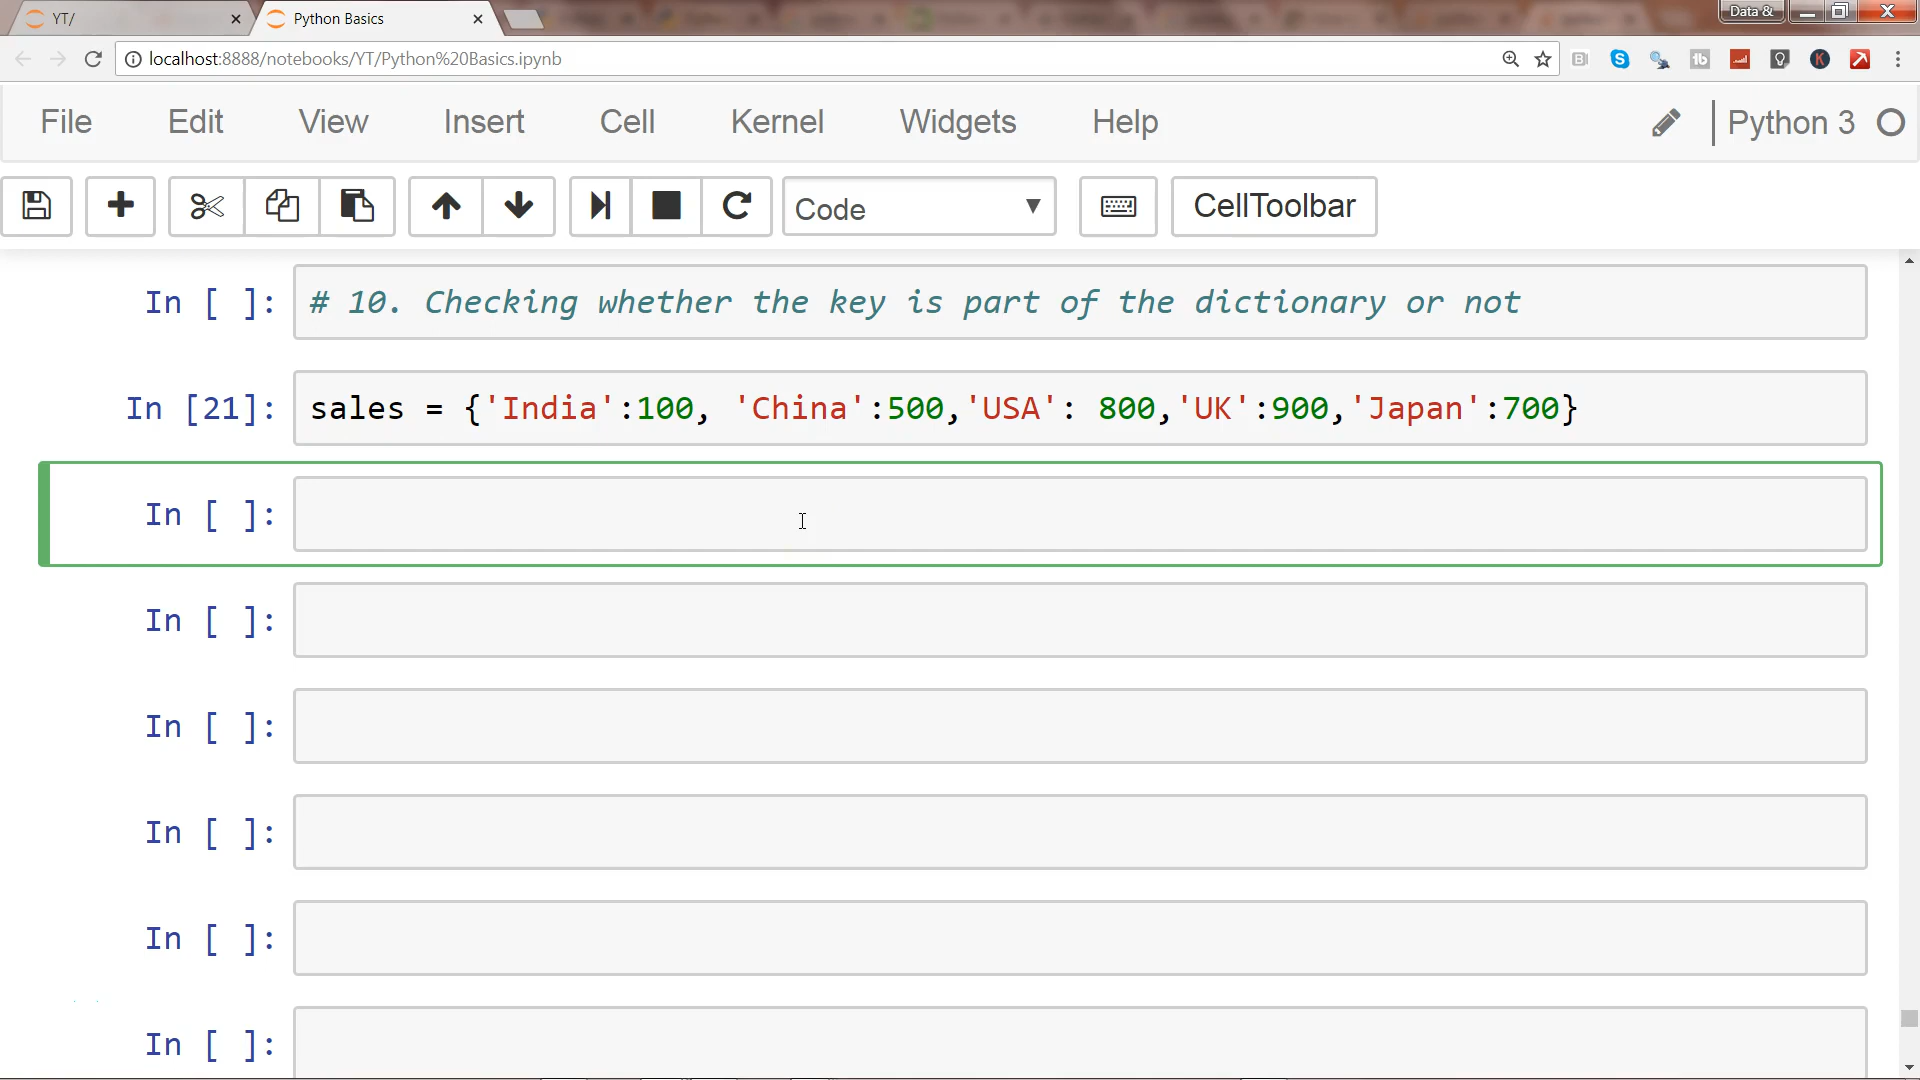 YT/
Python Basics
Data &
localhost:8888/notebooks/YT/Python%20Basics.ipynb
File Edit View Insert Cell Kernel Widgets Help Python 3
Code CellToolbar
In [ ]: # 10. Checking whether the key is part of the dictionary or not
In [21]: sales = {'India':100, 'China':500,'USA': 800,'UK':900,'Japan':700}
In [ ]:
In [ ]:
In [ ]:
In [ ]:
In [ ]:
In [ ]: